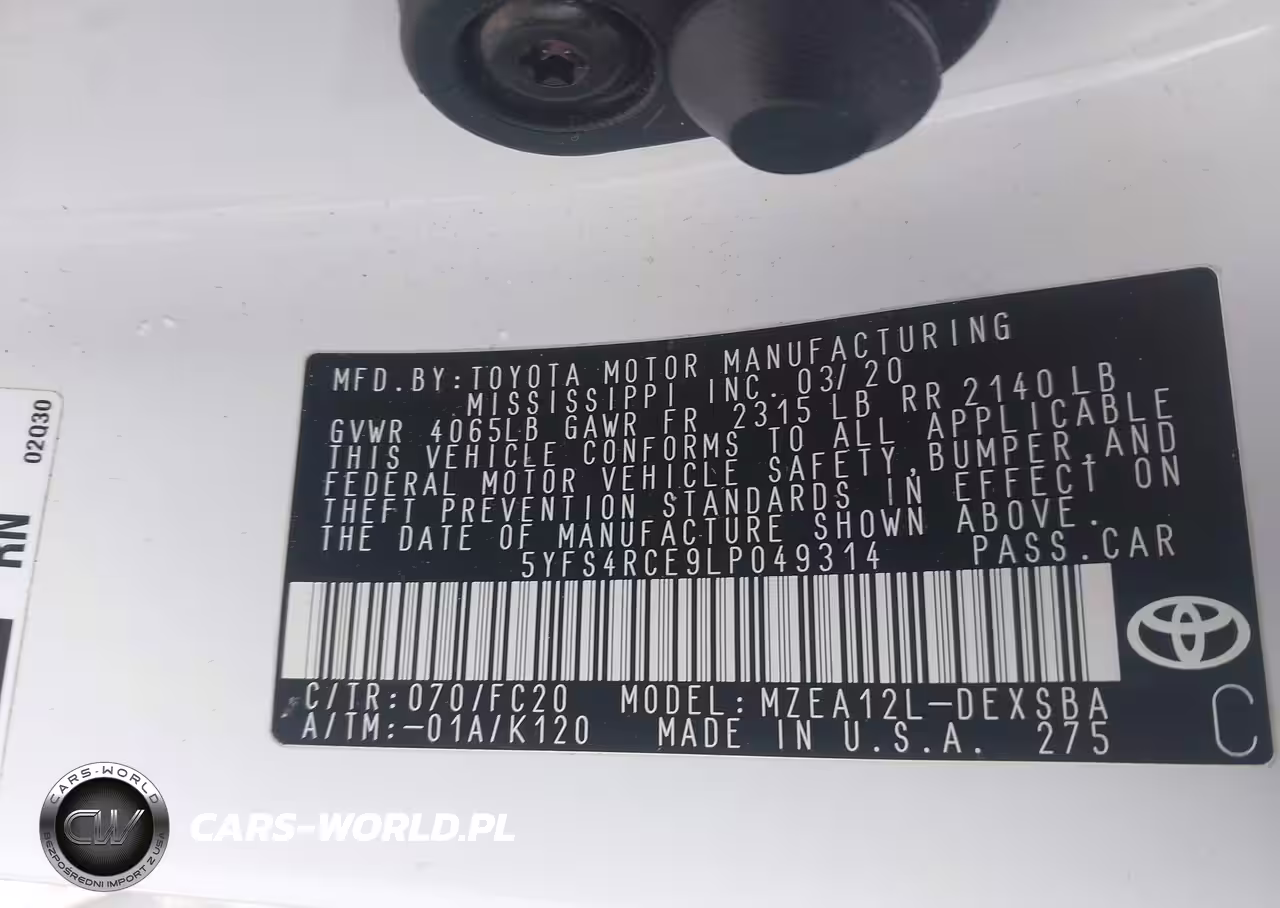 MFD.BY:TOYOTA MOTOR MANUFACTURING
MISSISSIPPI INC. 03/20
GVWR 4065LB GAWR FR 2315 LB RR 2140 LB
THIS VEHICLE CONFORMS TO ALL APPLICABLE
FEDERAL MOTOR VEHICLE SAFETY,BUMPER,AND
THEFT PREVENTION STANDARDS IN EFFECT ON
THE DATE OF MANUFACTURE SHOWN ABOVE.
5YFS4RCE9LP049314 PASS.CAR
C/TR:070/FC20 MODEL:MZEA12L-DEXSBA
A/TM:-01A/K120 MADE IN U.S.A. 275
C
02030
CARS-WORLD
CW
BEZPOŚREDNI IMPORT Z USA
CARS-WORLD.PL